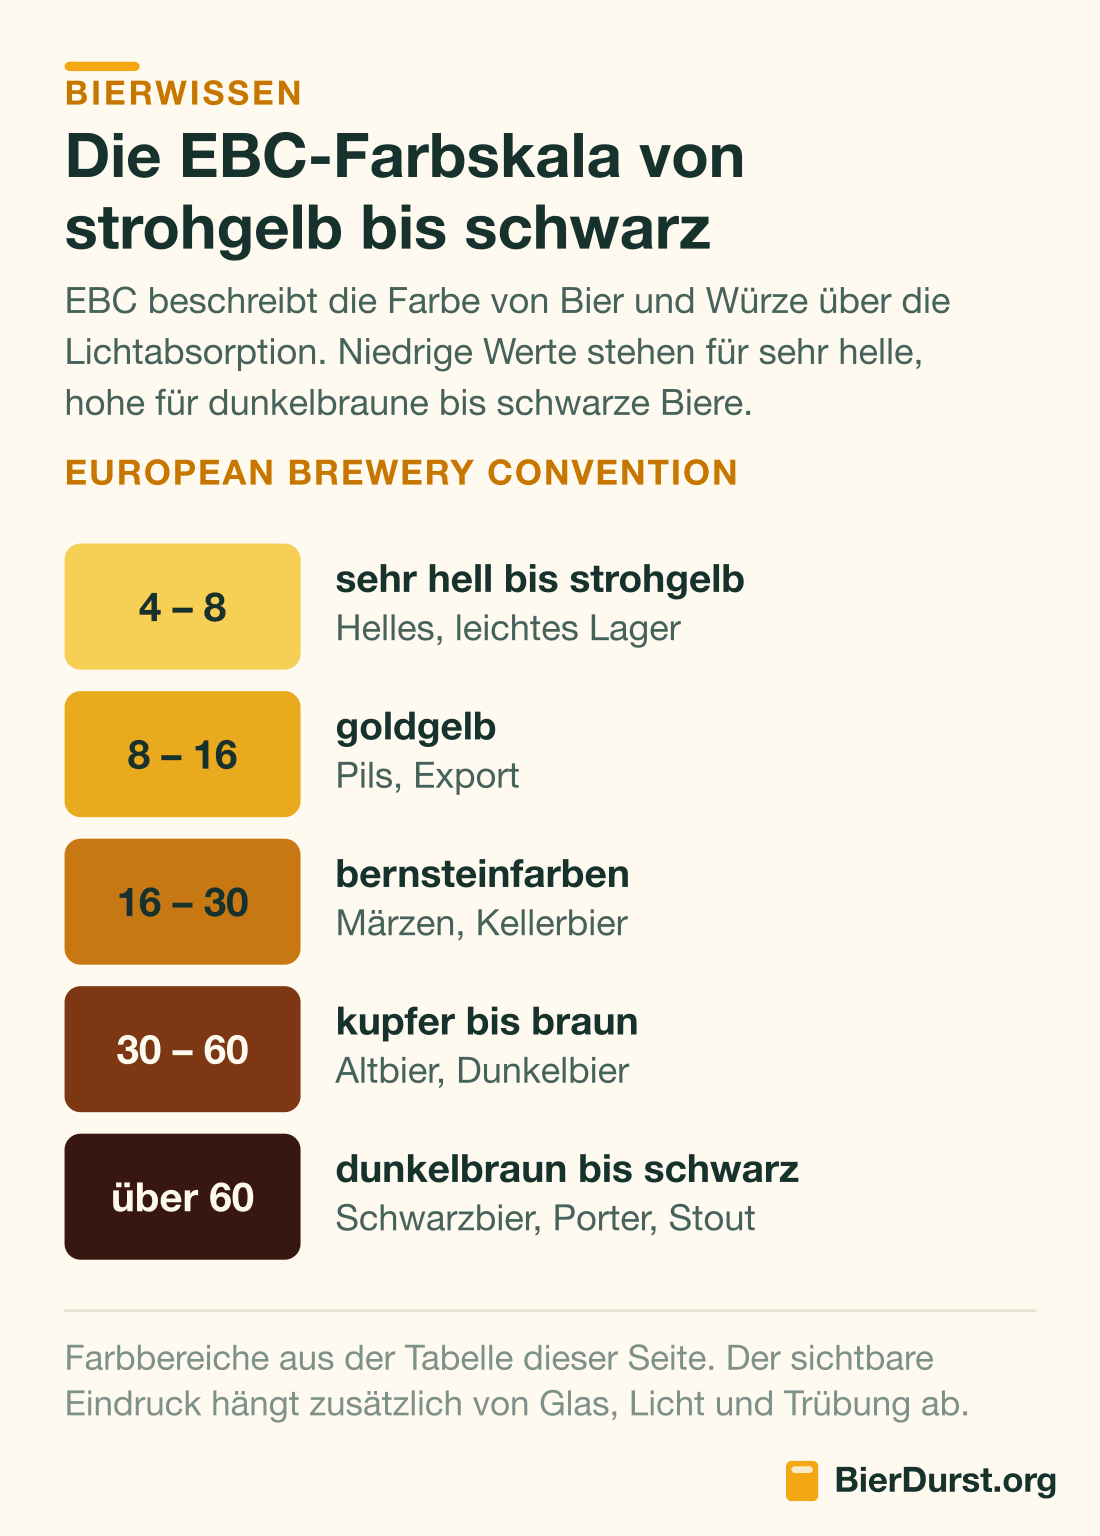 BIERWISSEN
Die EBC-Farbskala von
strohgelb bis schwarz
EBC beschreibt die Farbe von Bier und Würze über die
Lichtabsorption. Niedrige Werte stehen für sehr helle,
hohe für dunkelbraune bis schwarze Biere.
EUROPEAN BREWERY CONVENTION
4 – 8
sehr hell bis strohgelb
Helles, leichtes Lager
8 – 16
goldgelb
Pils, Export
16 – 30
bernsteinfarben
Märzen, Kellerbier
30 – 60
kupfer bis braun
Altbier, Dunkelbier
über 60
dunkelbraun bis schwarz
Schwarzbier, Porter, Stout
Farbbereiche aus der Tabelle dieser Seite. Der sichtbare
Eindruck hängt zusätzlich von Glas, Licht und Trübung ab.
BierDurst.org